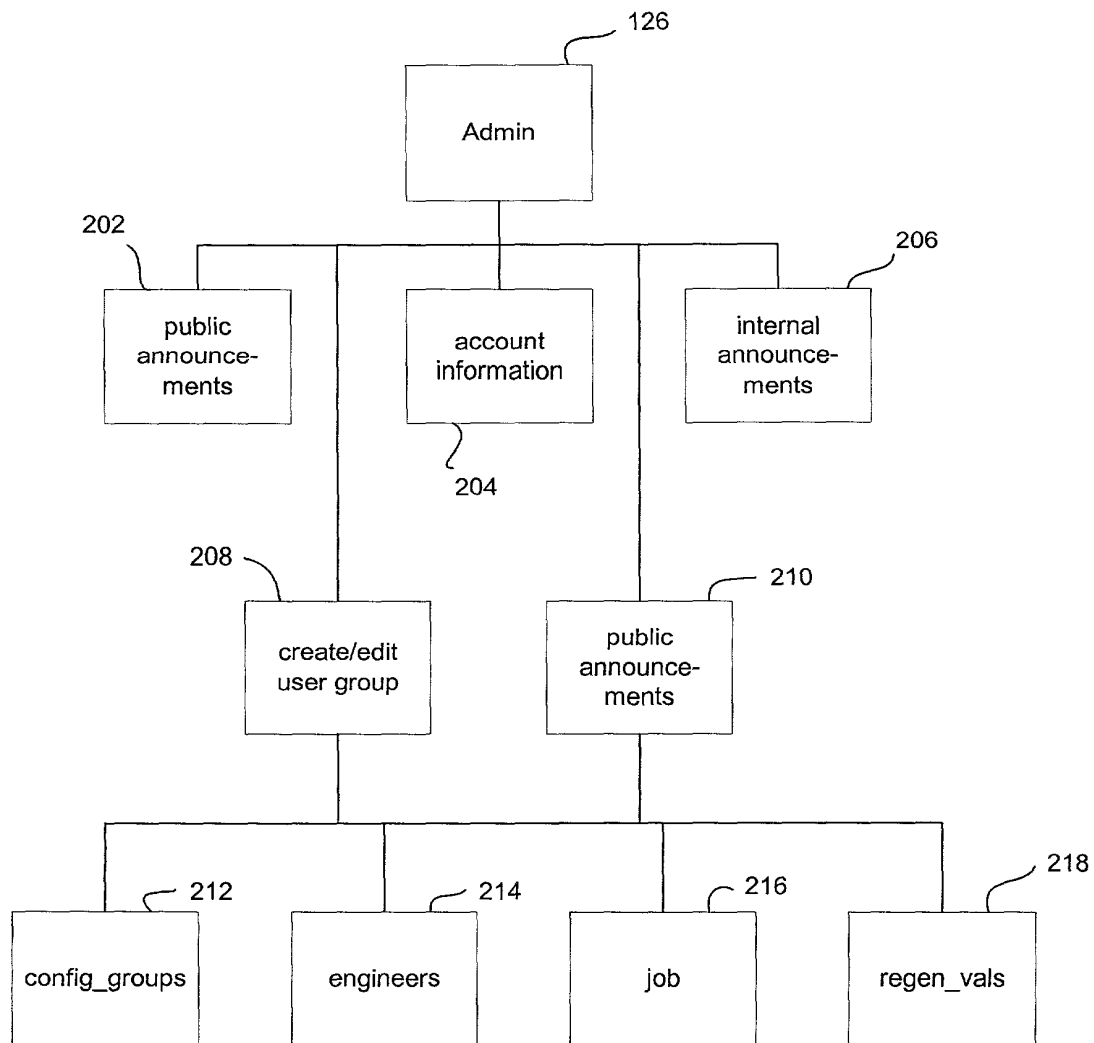 126
Admin
202
206
public
announce-
ments
account
information
internal
announce-
ments
204
208
210
create/edit
user group
public
announce-
ments
212
214
216
218
config_groups
engineers
job
regen_vals